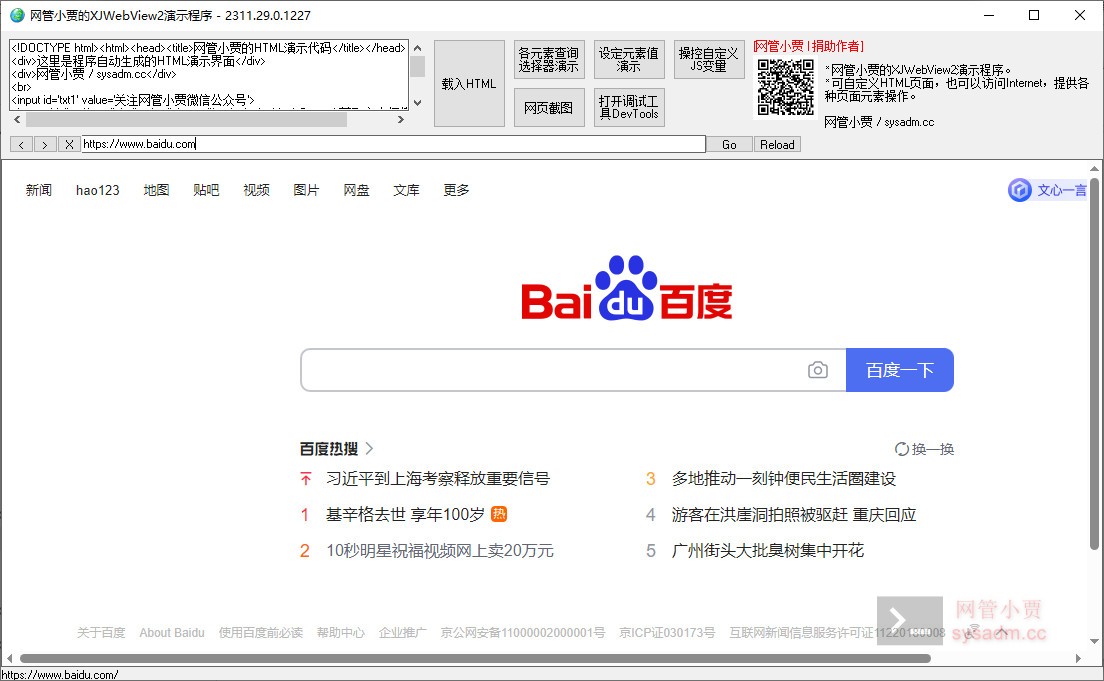 网管小贾的XJWebView2演示程序 - 2311.29.0.1227
<!DOCTYPE html><html><head><title>网管小贾的HTML演示代码</title></head>
<div>这里是程序自动生成的HTML演示界面</div>
<div>网管小贾 / sysadm.cc</div>
<br>
<input id='txt1' value='关注网管小贾微信公众号'>
载入HTML
各元素查询
选择器演示
设定元素值
演示
操控自定义
JS变量
网页截图
打开调试工
具DevTools
[网管小贾 | 捐助作者]
*网管小贾的XJWebView2演示程序。
*可自定义HTML页面，也可以访问Internet，提供各
种页面元素操作。
网管小贾 / sysadm.cc
< > X https://www.baidu.com Go Reload
新闻 hao123 地图 贴吧 视频 图片 网盘 文库 更多 文心一言
Bai du 百度
百度一下
百度热搜 换一换
习近平到上海考察释放重要信号
1 基辛格去世 享年100岁 热
2 10秒明星祝福视频网上卖20万元
3 多地推动一刻钟便民生活圈建设
4 游客在洪崖洞拍照被驱赶 重庆回应
5 广州街头大批臭树集中开花
关于百度 About Baidu 使用百度前必读 帮助中心 企业推广 京公网安备11000002000001号 京ICP证030173号 互联网新闻信息服务许可证11220180008
网管小贾
sysadm.cc
https://www.baidu.com/